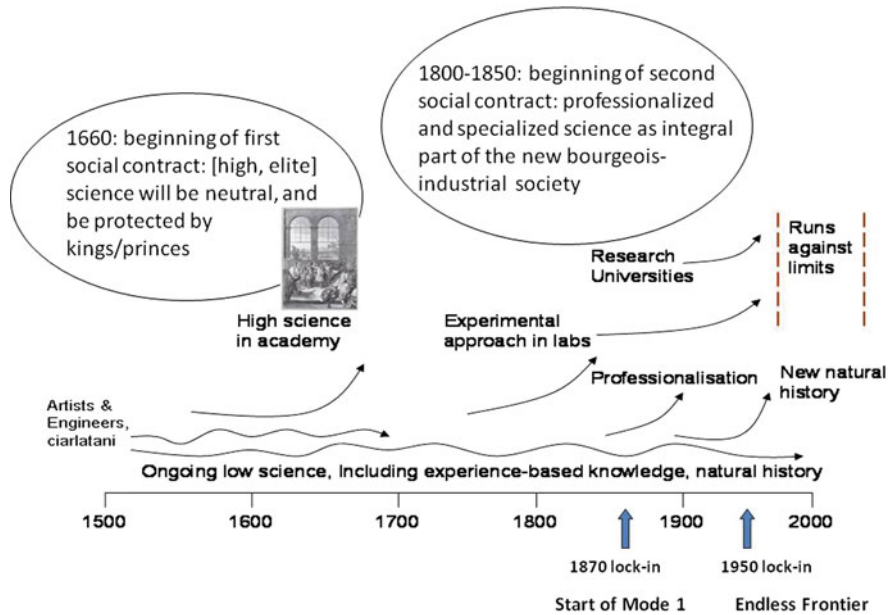 1800-1850: beginning of second
social contract: professionalized
and specialized science as integral
part of the new bourgeois-
industrial society
1660: beginning of first
social contract: [high, elite]
science will be neutral, and
be protected by
kings/princes
Runs
against
limits
Research
Universities
High science
in academy
Experimental
approach in labs
Professionalisation
New natural
history
Artists &
Engineers,
ciarlatani
Ongoing low science, Including experience-based knowledge, natural history
1500 1600 1700 1800 1900 2000
1870 lock-in 1950 lock-in
Start of Mode 1 Endless Frontier